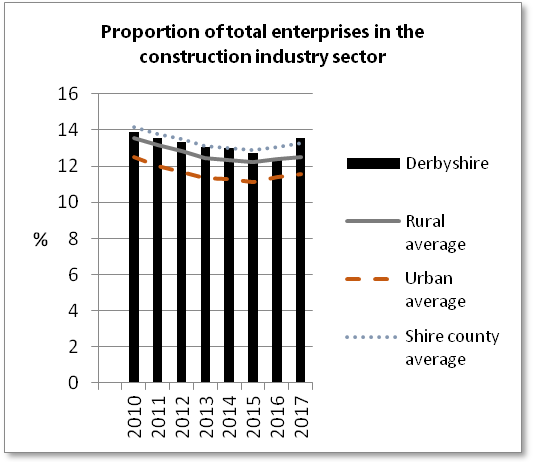 Proportion of total enterprises in the
construction industry sector
16
14
12
10
8
6
4
2
0
%
2010
2011
2012
2013
2014
2015
2016
2017
Derbyshire
Rural
average
Urban
average
Shire county
average